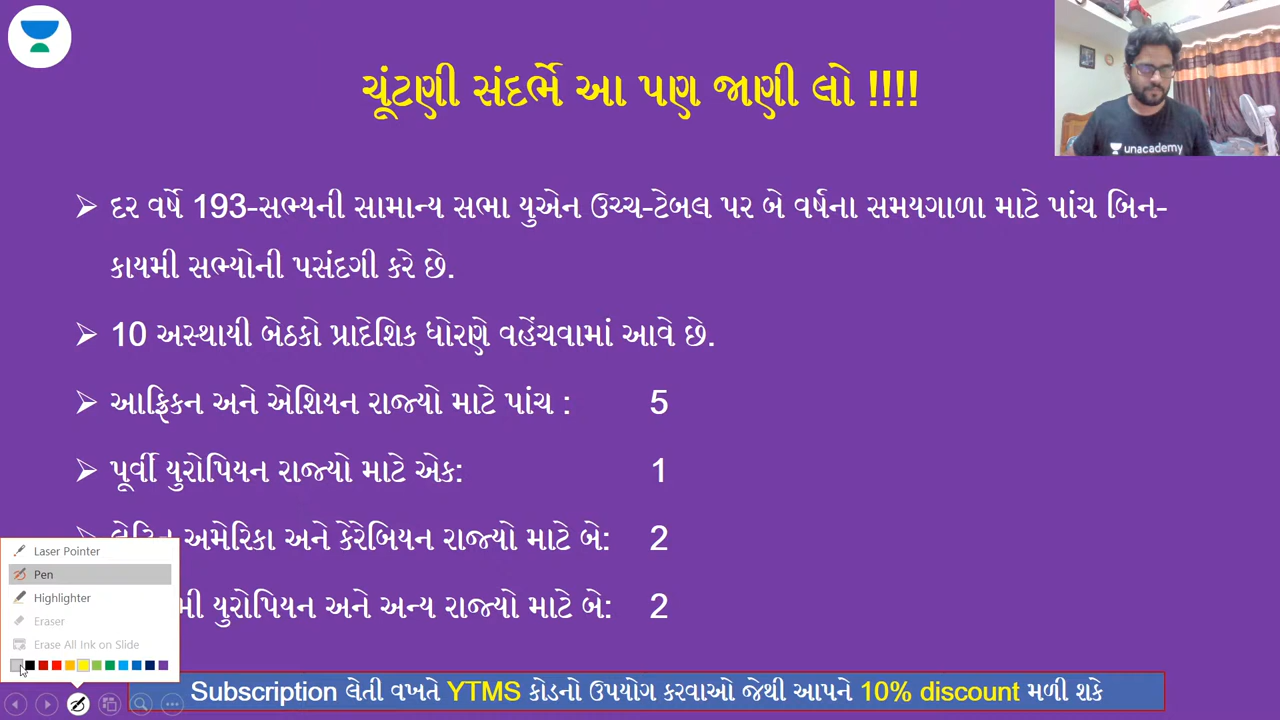 ચૂંટણી સંદર્ભે આ પણ જાણી લો !!!!
unacademy
➢ દર વર્ષે 193-સભ્યની સામાન્ય સભા યુએન ઉચ્ચ-ટેબલ પર બે વર્ષના સમયગાળા માટે પાંચ બિન-
કાયમી સભ્યોની પસંદગી કરે છે.
➢ 10 અસ્થાયી બેઠકો પ્રાદેશિક ધોરણે વહેંચવામાં આવે છે.
➢ આફ્રિકન અને એશિયન રાજ્યો માટે પાંચ : 5
➢ પૂર્વી યુરોપિયન રાજ્યો માટે એક: 1
અમેરિકા અને કેરેબિયન રાજ્યો માટે બે: 2
યુરોપિયન અને અન્ય રાજ્યો માટે બે: 2
Laser Pointer
Pen
Highlighter
Eraser
Erase All Ink on Slide
Subscription લેતી વખતે YTMS કોડનો ઉપયોગ કરવાઓ જેથી આપને 10% discount મળી શકે